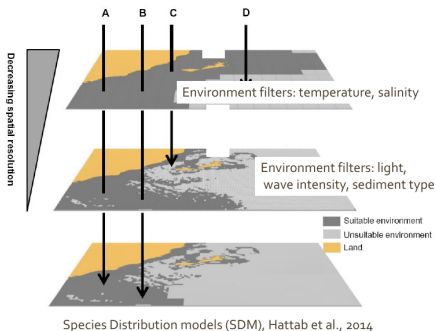 A B C D
Decreasing spatial resolution
Environment filters: temperature, salinity
Environment filters: light,
wave intensity, sediment type
Suitable environment
Unsuitable environment
Land
Species Distribution models (SDM), Hattab et al., 2014